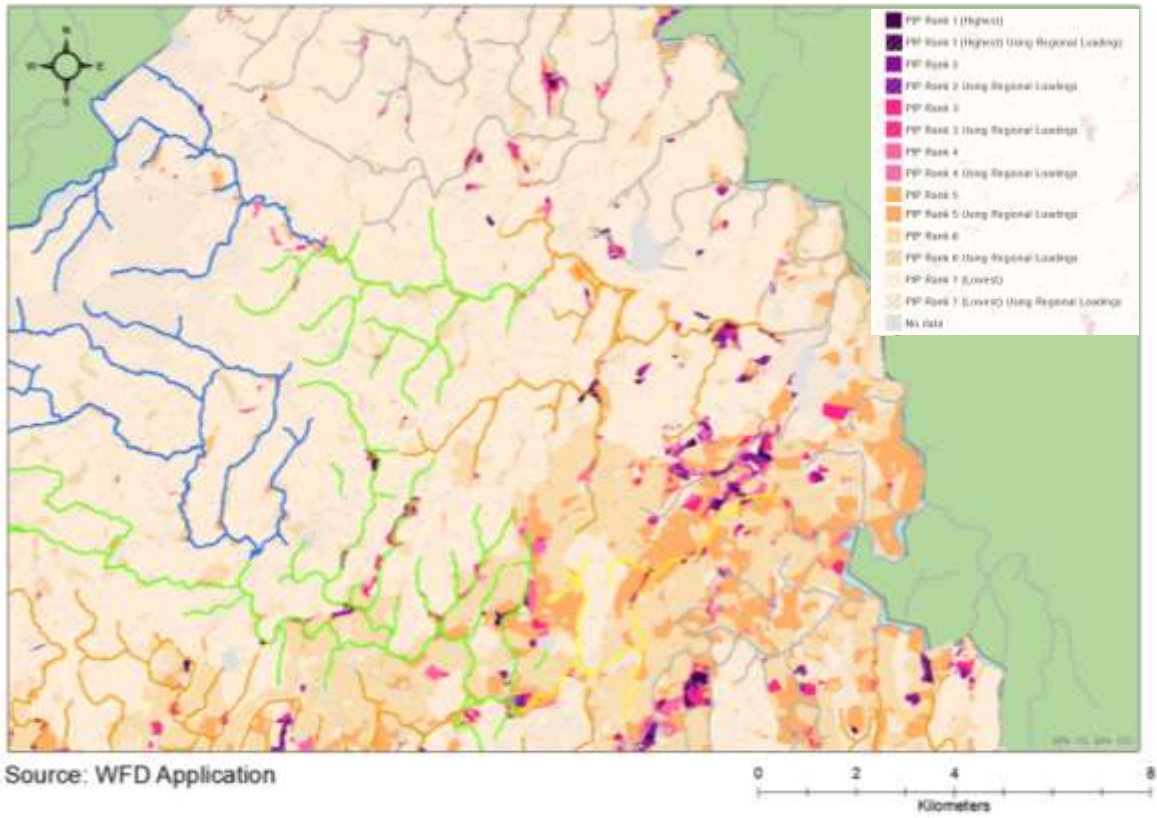 N
W E
S
PIP Rank 1 (Highest)
PIP Rank 1 (Highest) Using Regional Loadings
PIP Rank 2
PIP Rank 2 Using Regional Loadings
PIP Rank 3
PIP Rank 3 Using Regional Loadings
PIP Rank 4
PIP Rank 4 Using Regional Loadings
PIP Rank 5
PIP Rank 5 Using Regional Loadings
PIP Rank 6
PIP Rank 6 Using Regional Loadings
PIP Rank 7 (Lowest)
PIP Rank 7 (Lowest) Using Regional Loadings
No data
Source: WFD Application
0 2 4 8
Kilometers